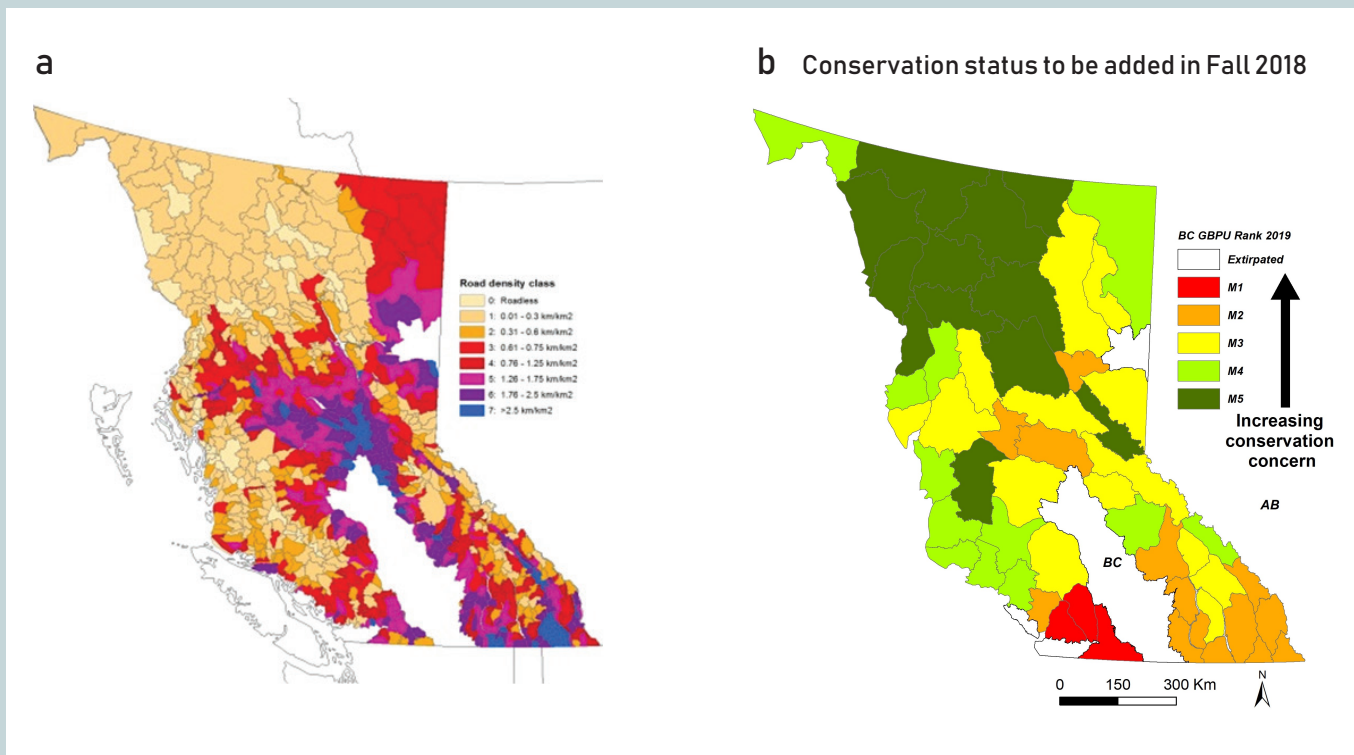 a
b Conservation status to be added in Fall 2018
Road density class
0: Roadless
1: 0.01 - 0.3 km/km2
2: 0.31 - 0.6 km/km2
3: 0.61 - 0.75 km/km2
4: 0.76 - 1.25 km/km2
5: 1.26 - 1.75 km/km2
6: 1.76 - 2.5 km/km2
7: >2.5 km/km2
BC GBPU Rank 2019
Extirpated
M1
M2
M3
M4
M5
Increasing
conservation
concern
AB
BC
0 150 300 Km
N